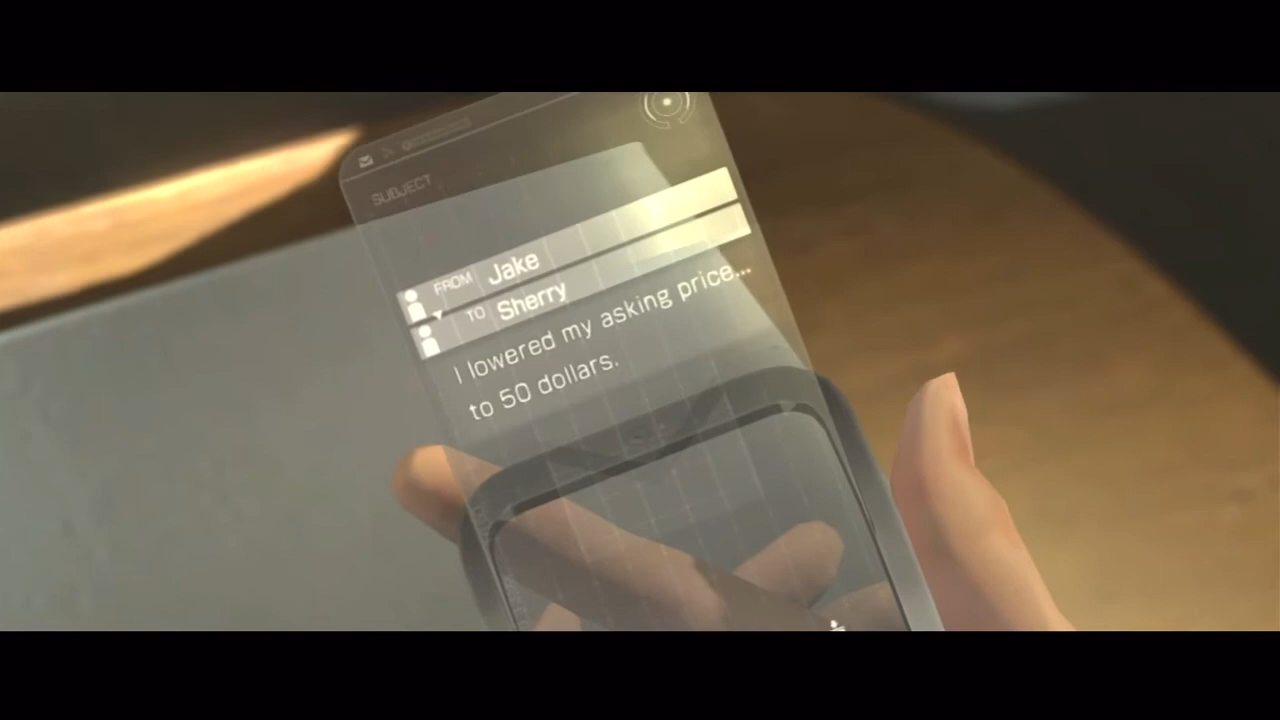 SUBJECT
FROM Jake
TO Sherry
I lowered my asking price...
to 50 dollars.